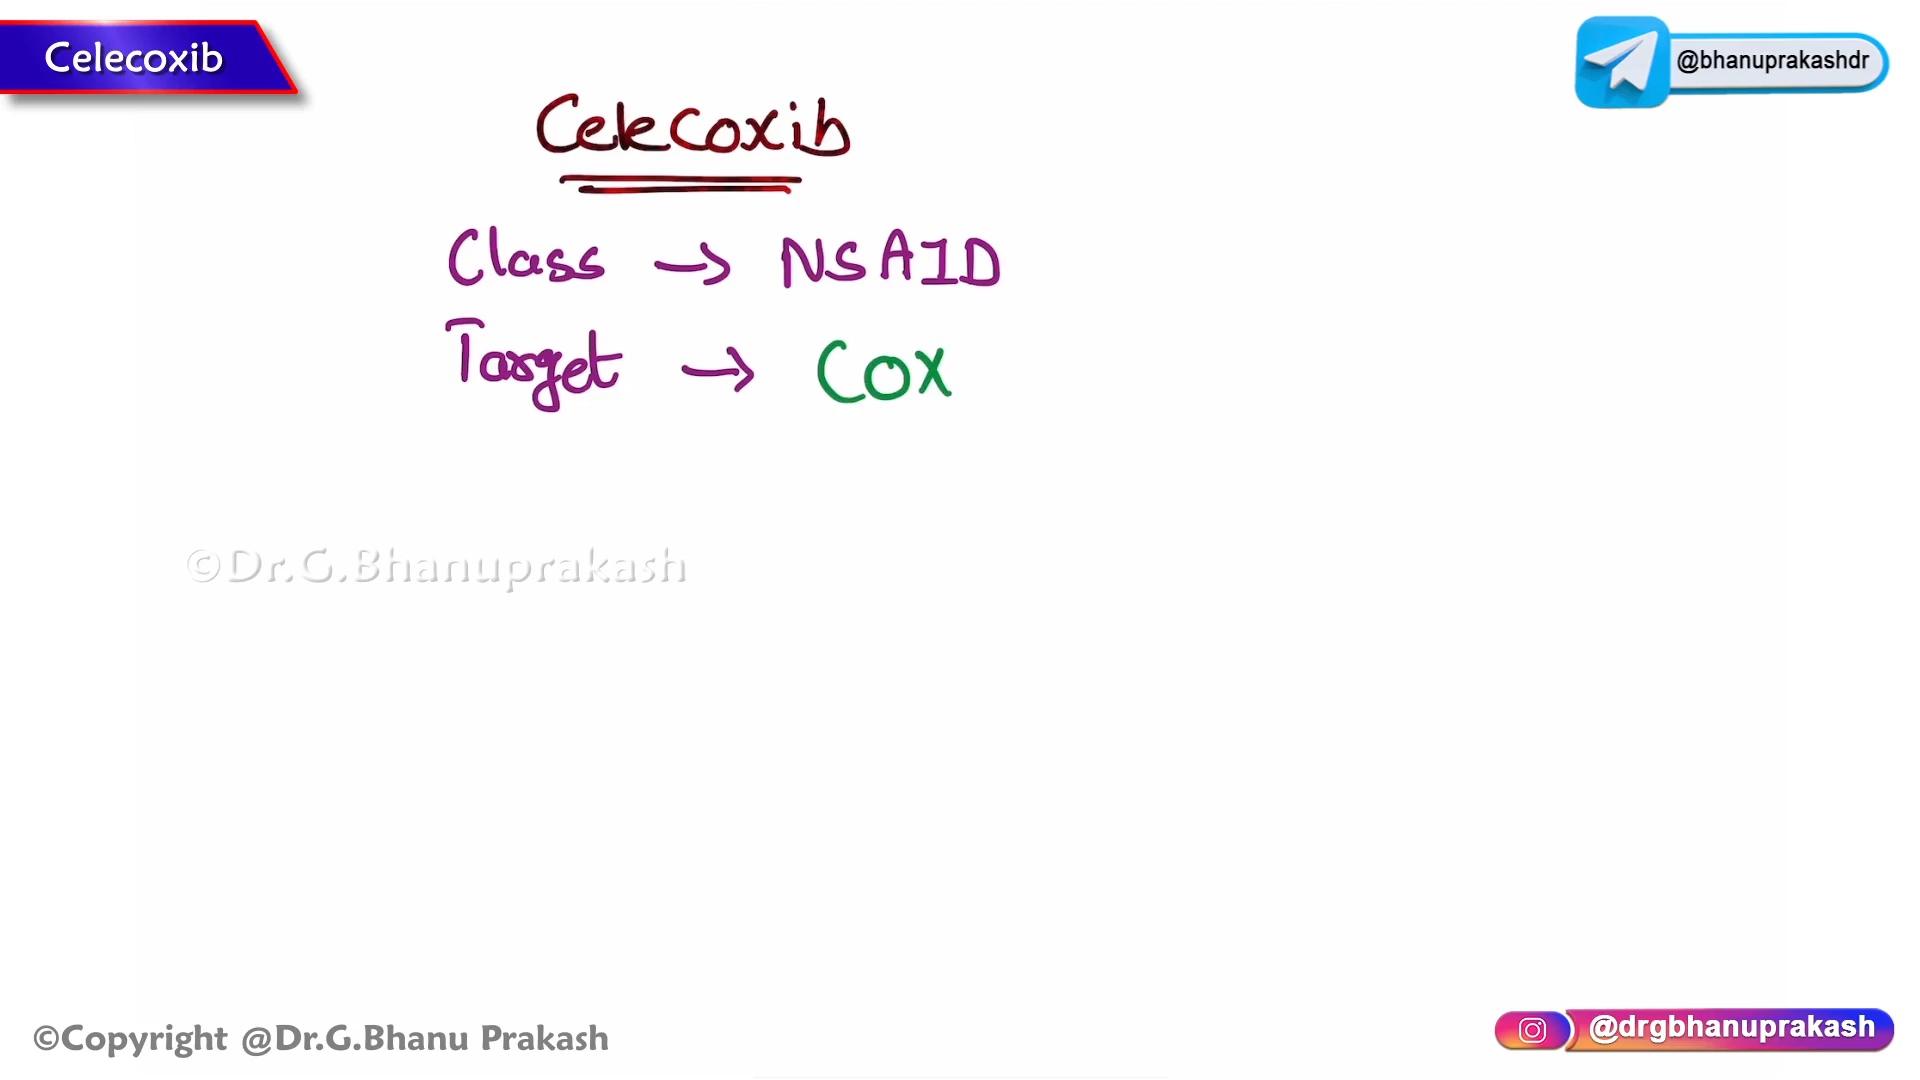 Celecoxib
@bhanuprakashdr
Celecoxib
Class → NSAID
Target → COX
©Dr.G.Bhanuprakash
©Copyright @Dr.G.Bhanu Prakash
@drgbhanuprakash